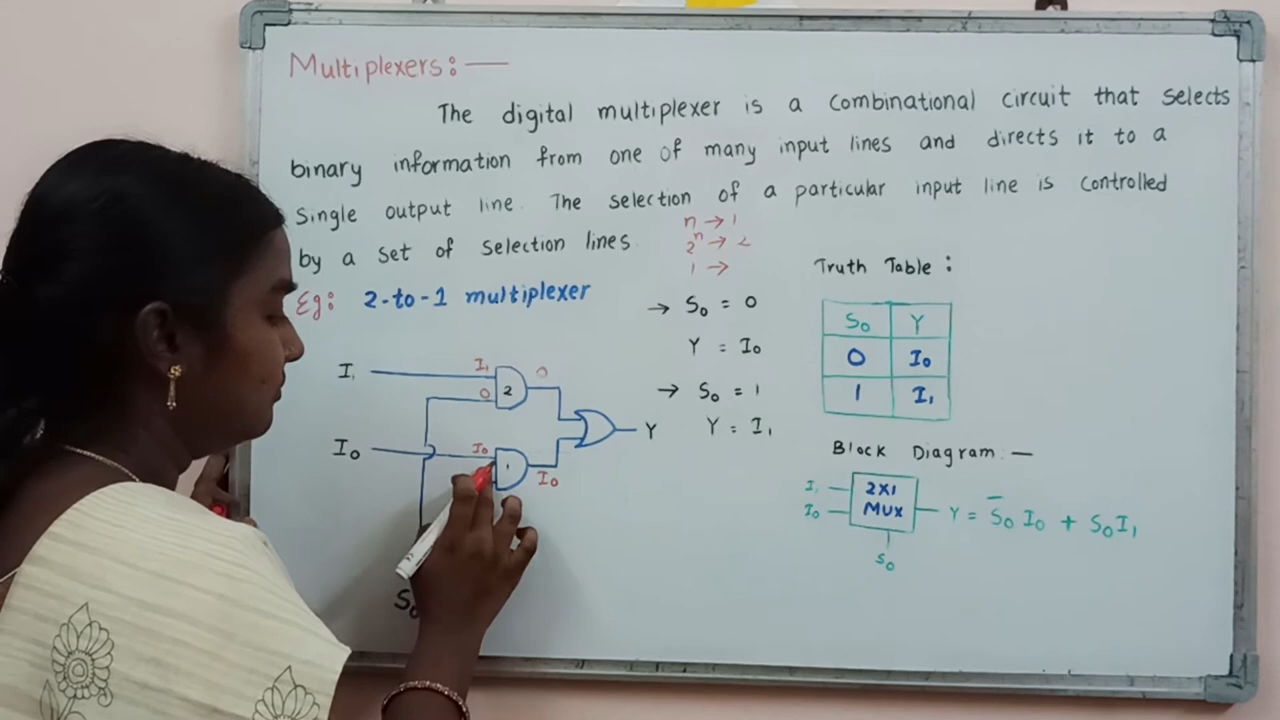 Multiplexers :—
The digital multiplexer is a combinational circuit that selects
binary information from one of many input lines and directs it to a
single output line. The selection of a particular input line is controlled
by a set of selection lines
n → 1
2ⁿ → 2
1 →
Eg: 2-to-1 multiplexer
I₁
I₁
0
2
0
I₀
I₀
1
I₀
Y
S₀
→ S₀ = 0
Y = I₀
→ S₀ = 1
Y = I₁
Truth Table :
S₀ Y
0 I₀
1 I₁
Block Diagram :—
I₁
I₀
2X1
MUX
S₀
Y = S̅₀ I₀ + S₀ I₁